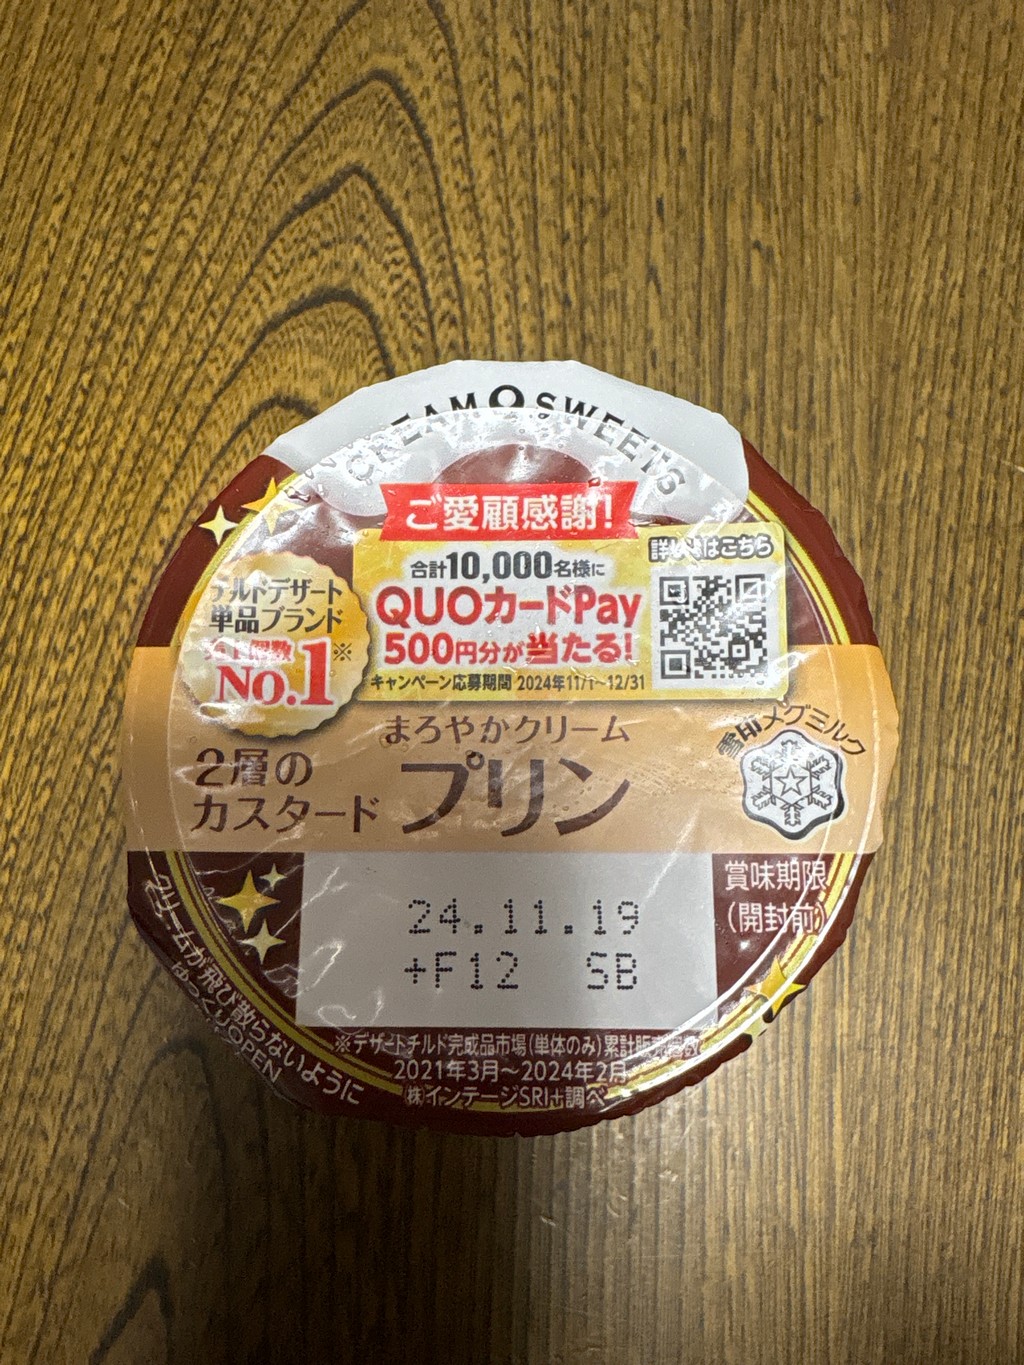 CREAM SWEETS
ご愛顧感謝!
合計10,000名様に
QUOカードPay
500円分が当たる!
キャンペーン応募期間 2024年11/1~12/31
詳しくはこちら
チルドデザート
単品ブランド
売上個数
No.1※
まろやかクリーム
2層の
カスタード
プリン
雪印メグミルク
賞味期限
(開封前)
24.11.19
+F12 SB
クリームが飛び散らないように
ゆっくりOPEN
※デザートチルド完成品市場(単体のみ)累計販売個数
2021年3月~2024年2月
㈱インテージSRI+調べ